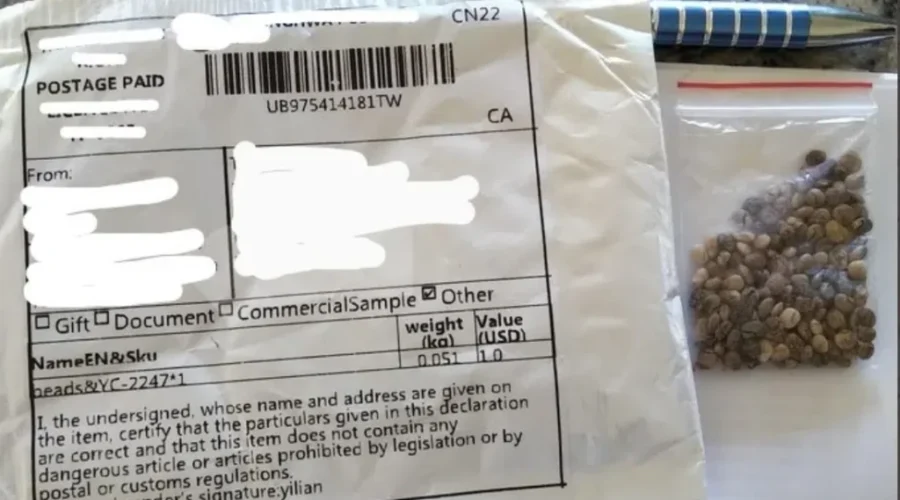 CN22
POSTAGE PAID
UB975414181TW
CA
From:
Gift Document CommercialSample Other
NameEN&Sku
weight (kg)
Value (USD)
beads&YC-2247*1
0.051
1.0
I, the undersigned, whose name and address are given on
the item, certify that the particulars given in this declaration
are correct and that this item does not contain any
dangerous article or articles prohibited by legislation or by
postal or customs regulations.
signature:yilian